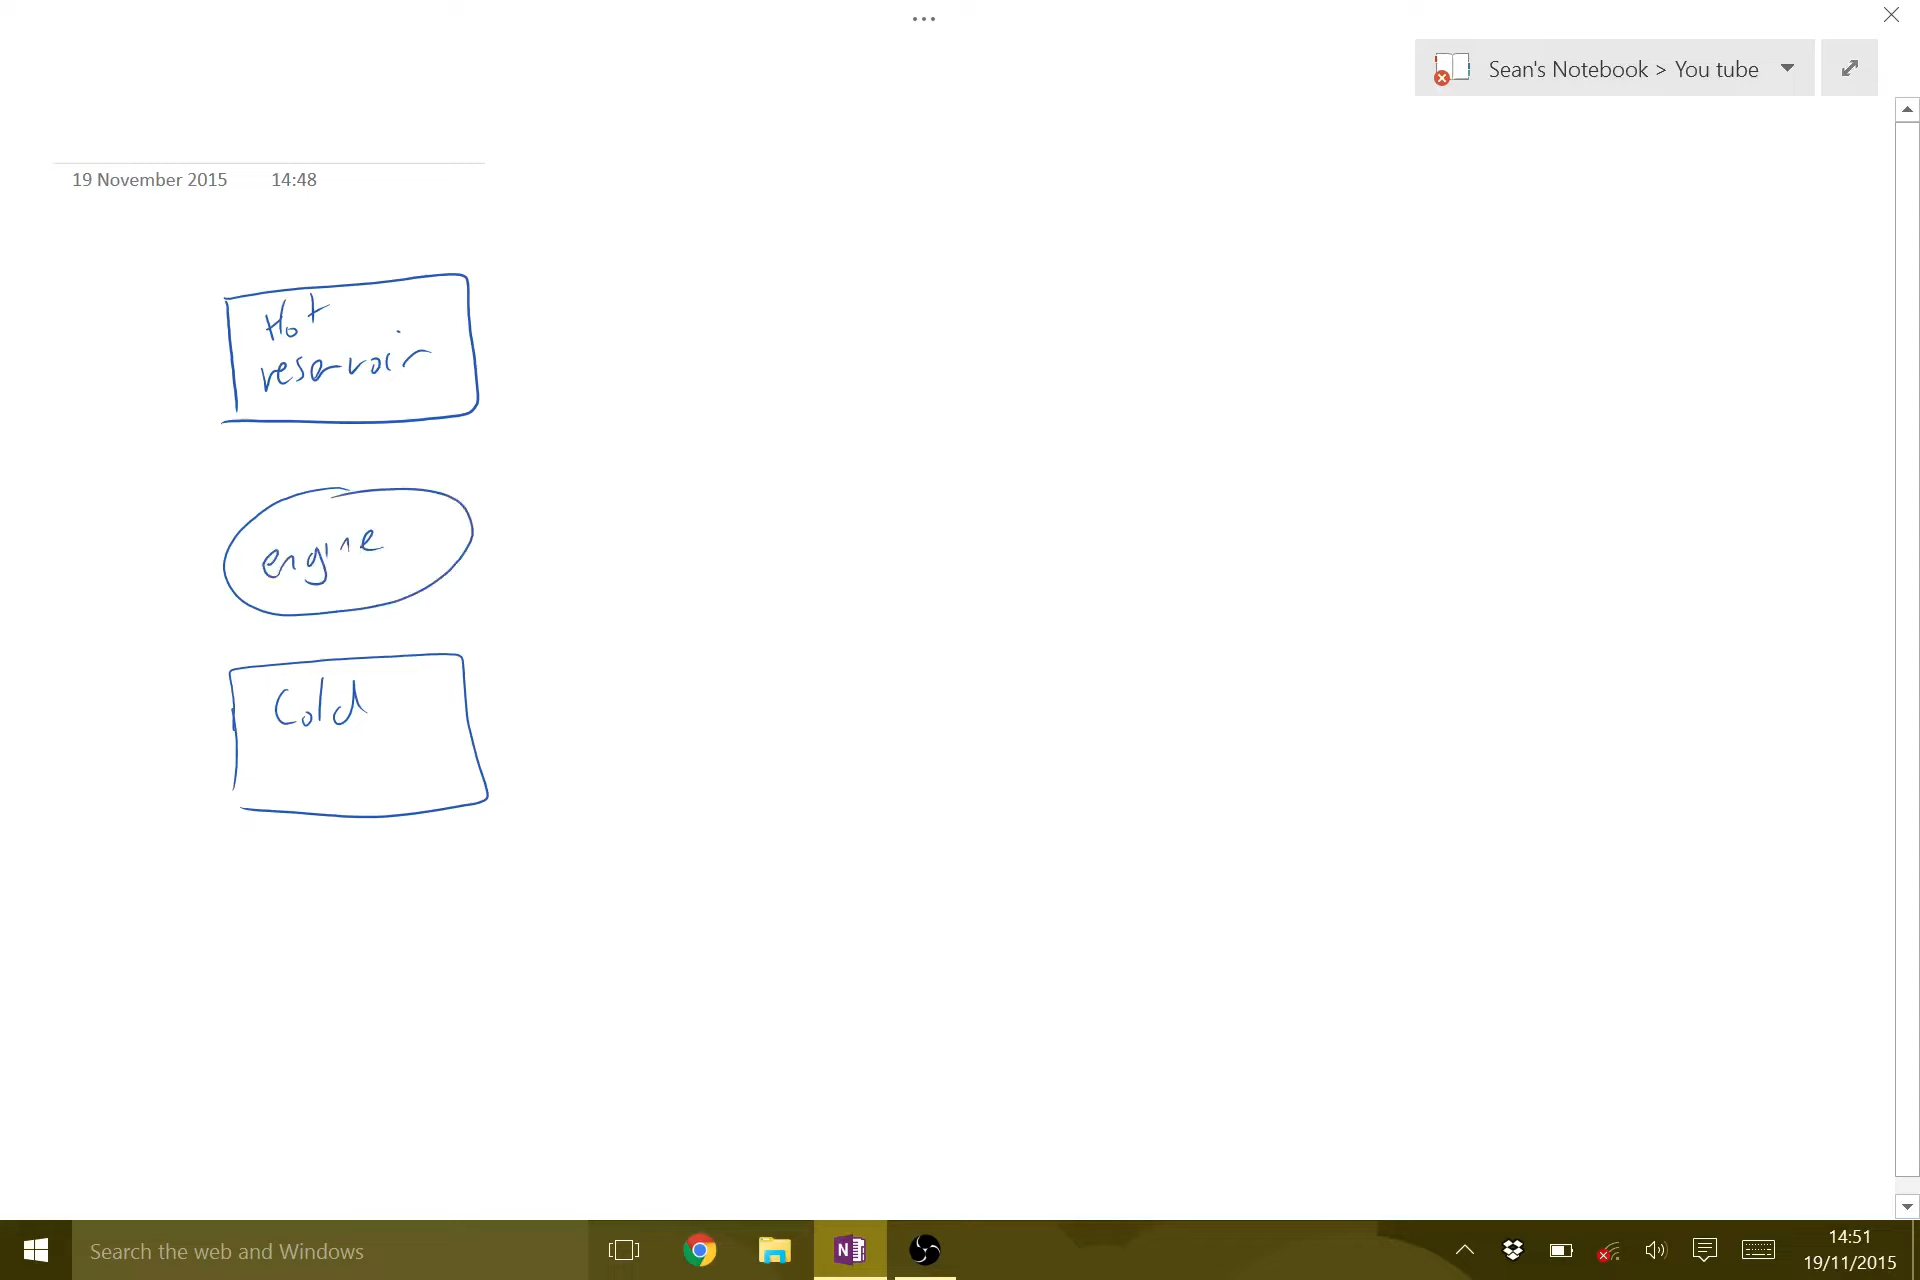 Sean's Notebook > You tube
19 November 2015 14:48
Hot
reservoir
engine
Cold
Search the web and Windows
N
14:51
19/11/2015